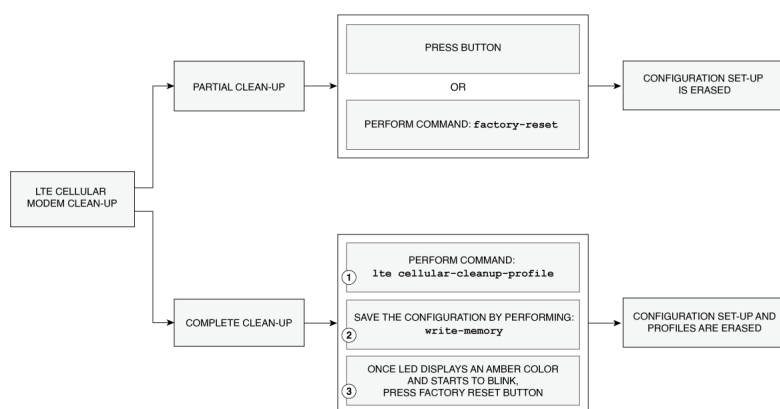 PRESS BUTTON
PARTIAL CLEAN-UP
OR
CONFIGURATION SET-UP
IS ERASED
PERFORM COMMAND: factory-reset
LTE CELLULAR
MODEM CLEAN-UP
PERFORM COMMAND:
1 lte cellular-cleanup-profile
COMPLETE CLEAN-UP
SAVE THE CONFIGURATION BY PERFORMING:
2 write-memory
CONFIGURATION SET-UP AND
PROFILES ARE ERASED
ONCE LED DISPLAYS AN AMBER COLOR
AND STARTS TO BLINK,
3 PRESS FACTORY RESET BUTTON